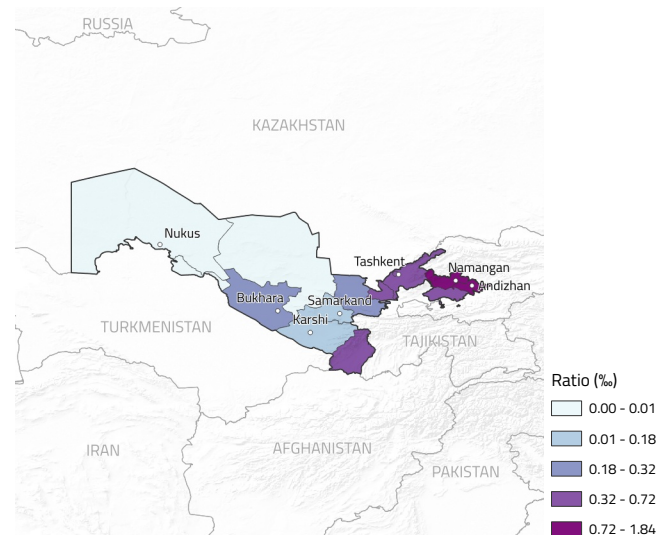 RUSSIA
KAZAKHSTAN
Nukus
Tashkent
Namangan
Andizhan
Bukhara
Samarkand
Karshi
TURKMENISTAN
TAJIKISTAN
IRAN
AFGHANISTAN
PAKISTAN
Ratio (‰)
0.00 - 0.01
0.01 - 0.18
0.18 - 0.32
0.32 - 0.72
0.72 - 1.84